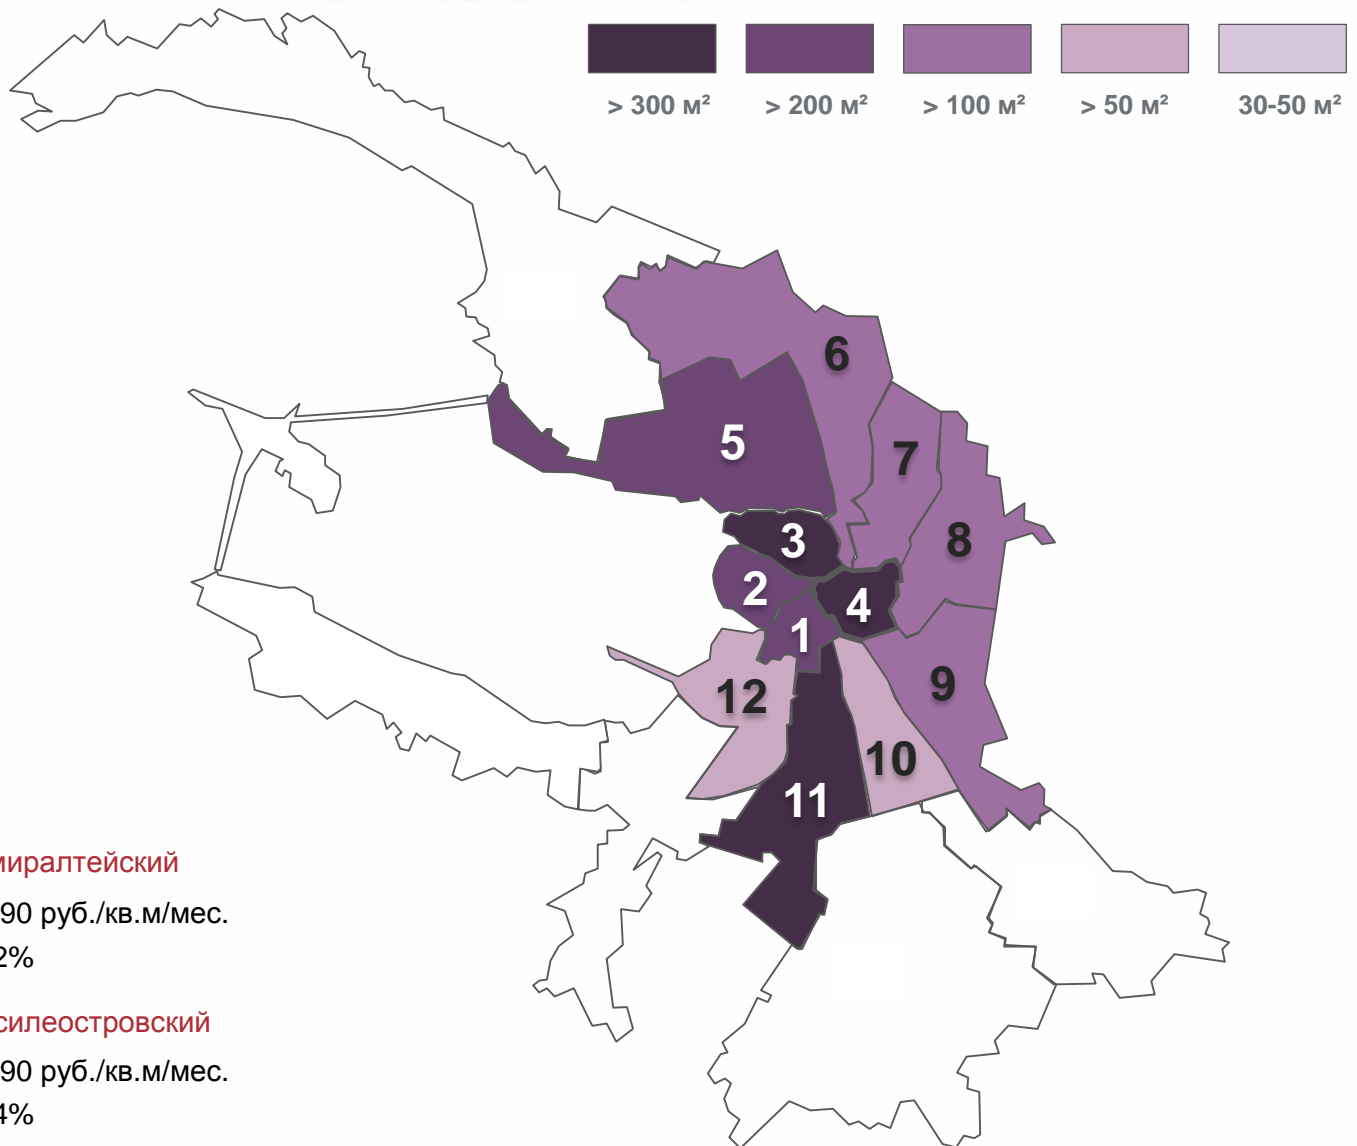 > 300 м² > 200 м² > 100 м² > 50 м² 30-50 м²
6
5
7
3
8
2
4
1
9
12
10
11
миралтейский
90 руб./кв.м/мес.
2%
силеостровский
90 руб./кв.м/мес.
4%